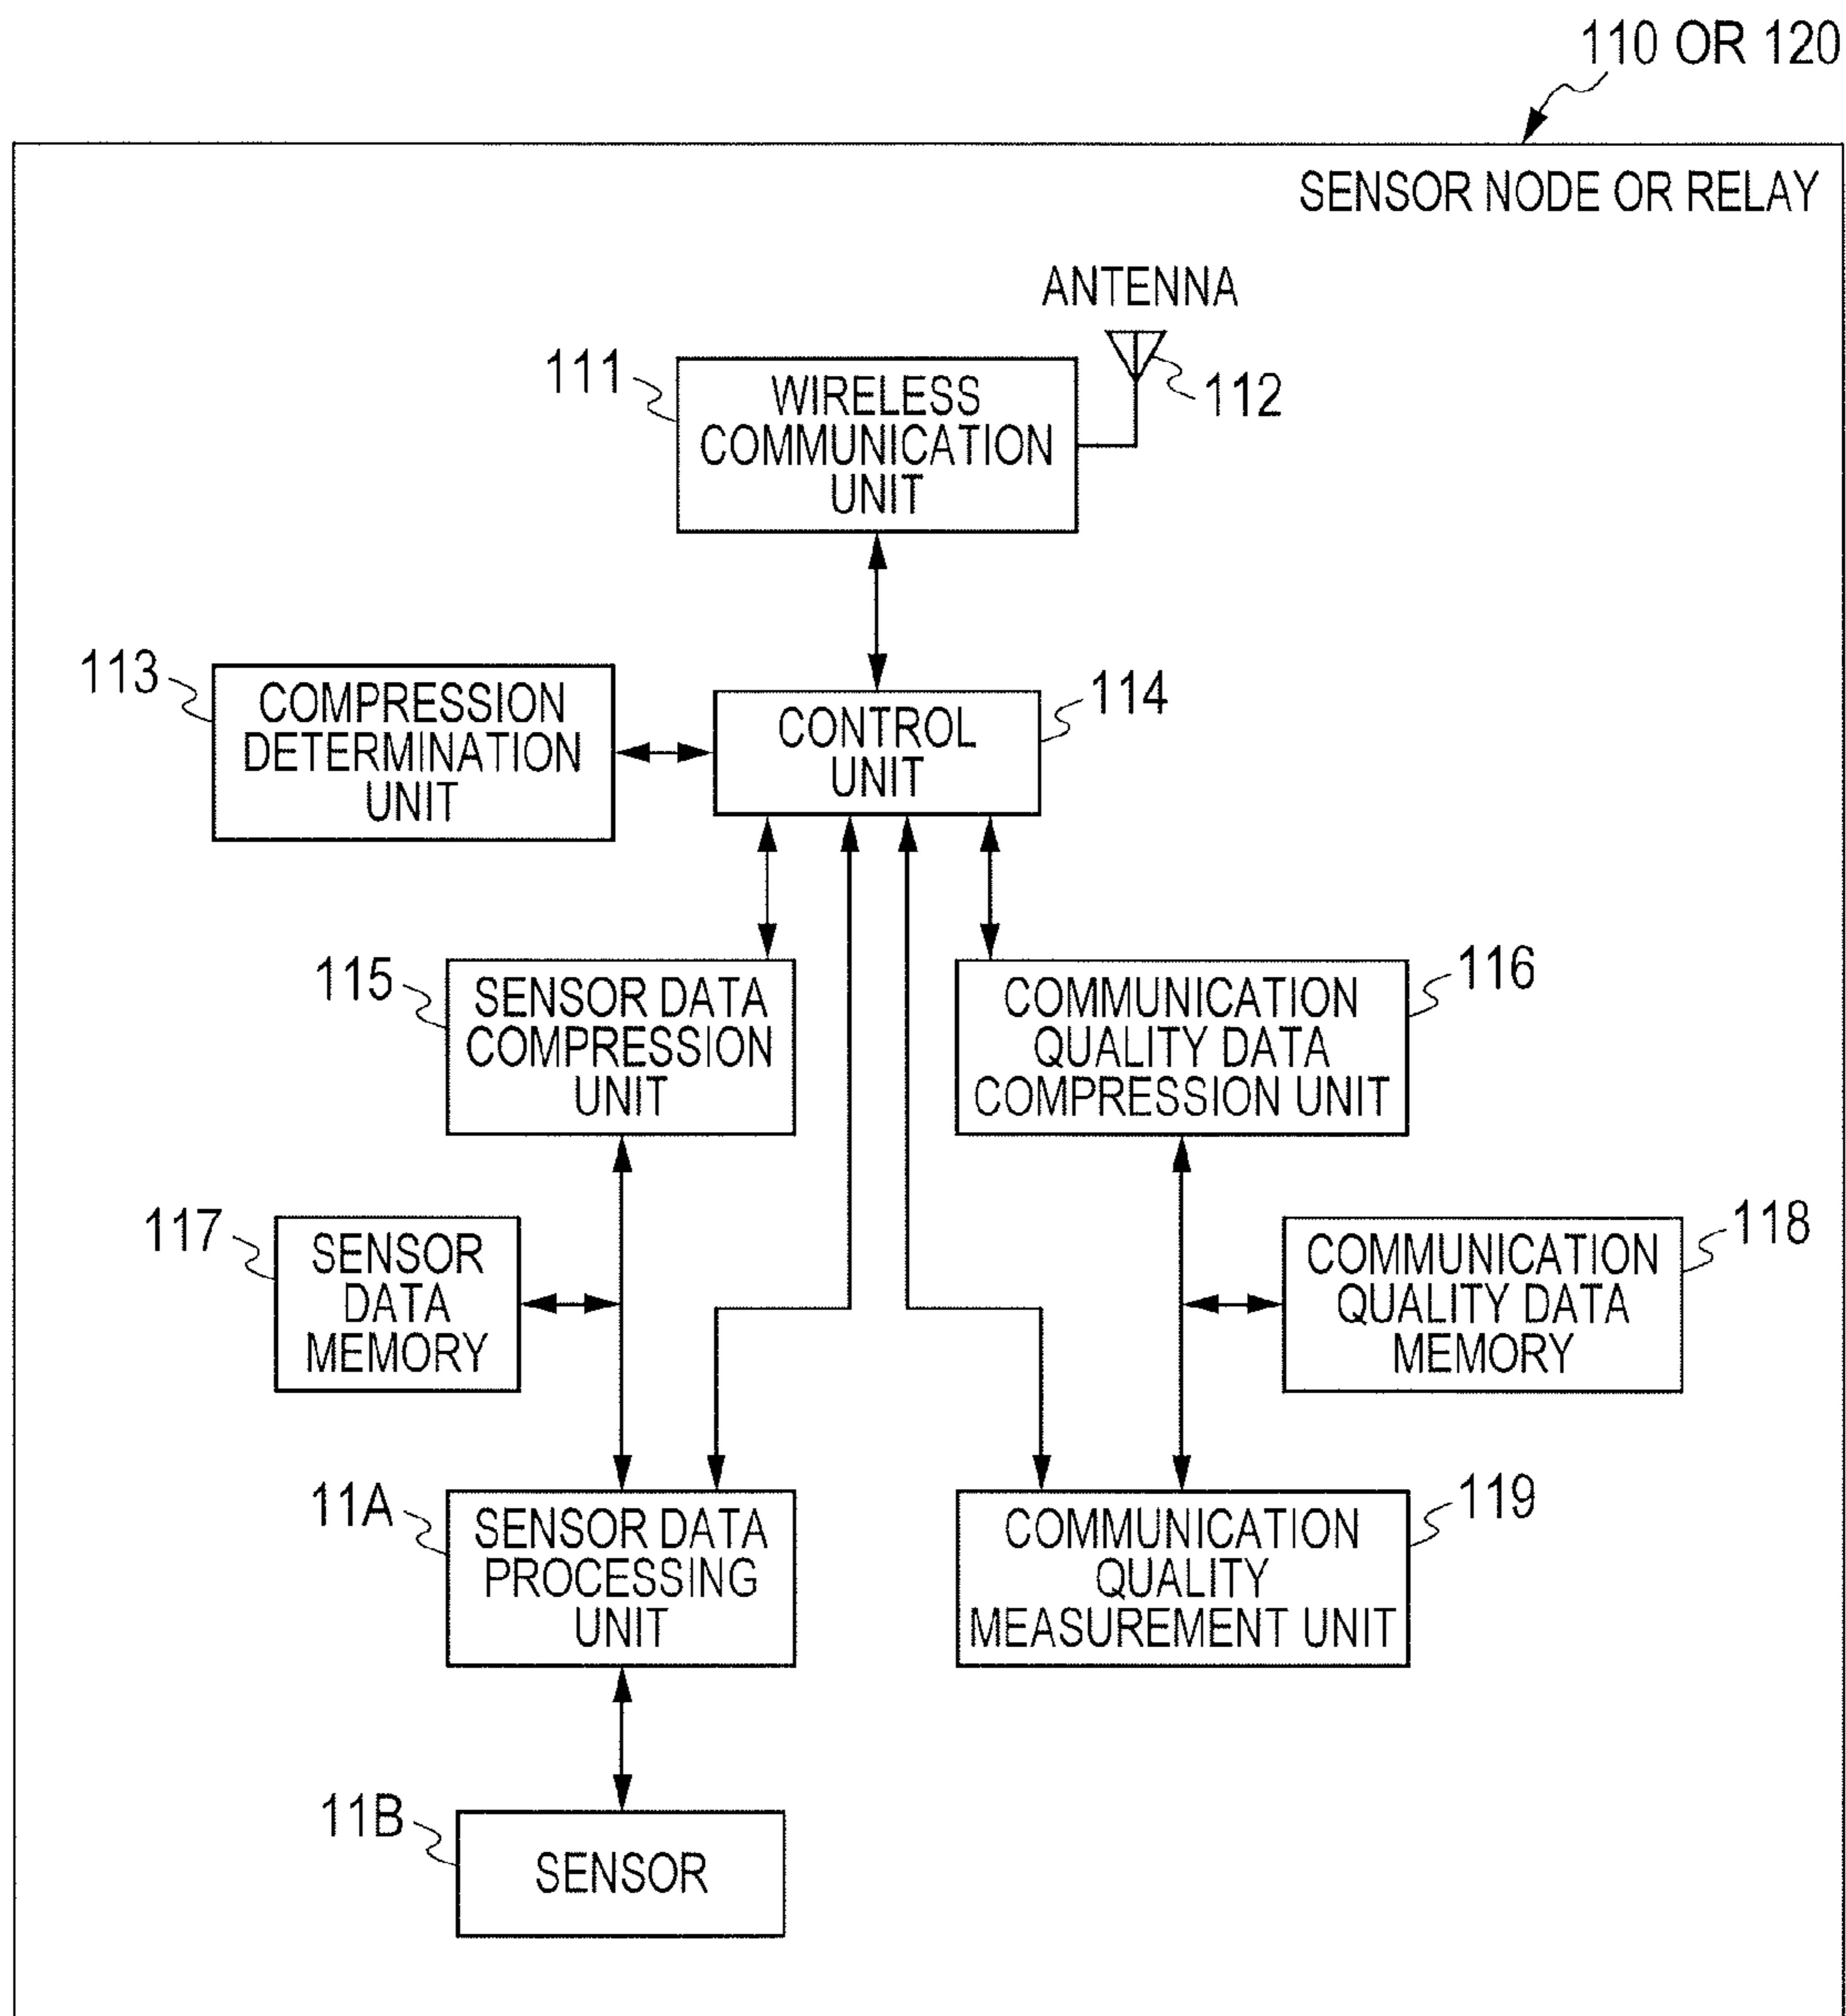 110 OR 120
SENSOR NODE OR RELAY
ANTENNA
112
111
WIRELESS
COMMUNICATION
UNIT
113
COMPRESSION
DETERMINATION
UNIT
114
CONTROL
UNIT
115
SENSOR DATA
COMPRESSION
UNIT
116
COMMUNICATION
QUALITY DATA
COMPRESSION UNIT
117
SENSOR
DATA
MEMORY
118
COMMUNICATION
QUALITY DATA
MEMORY
11A
SENSOR DATA
PROCESSING
UNIT
119
COMMUNICATION
QUALITY
MEASUREMENT UNIT
11B
SENSOR